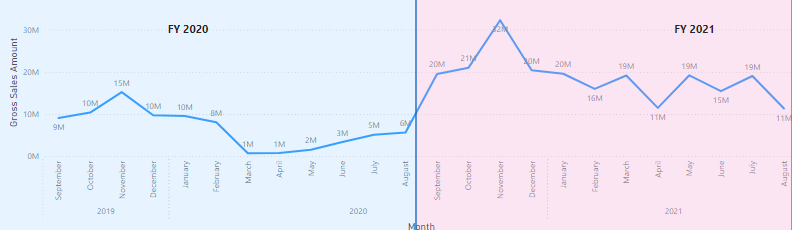 FY 2020
FY 2021
Gross Sales Amount
30M
20M
10M
0M
9M
10M
15M
10M
10M
8M
1M
1M
2M
3M
5M
6M
20M
21M
32M
20M
20M
16M
19M
11M
19M
15M
19M
11M
September
October
November
December
January
February
March
April
May
June
July
August
September
October
November
December
January
February
March
April
May
June
July
August
2019
2020
2021
Month